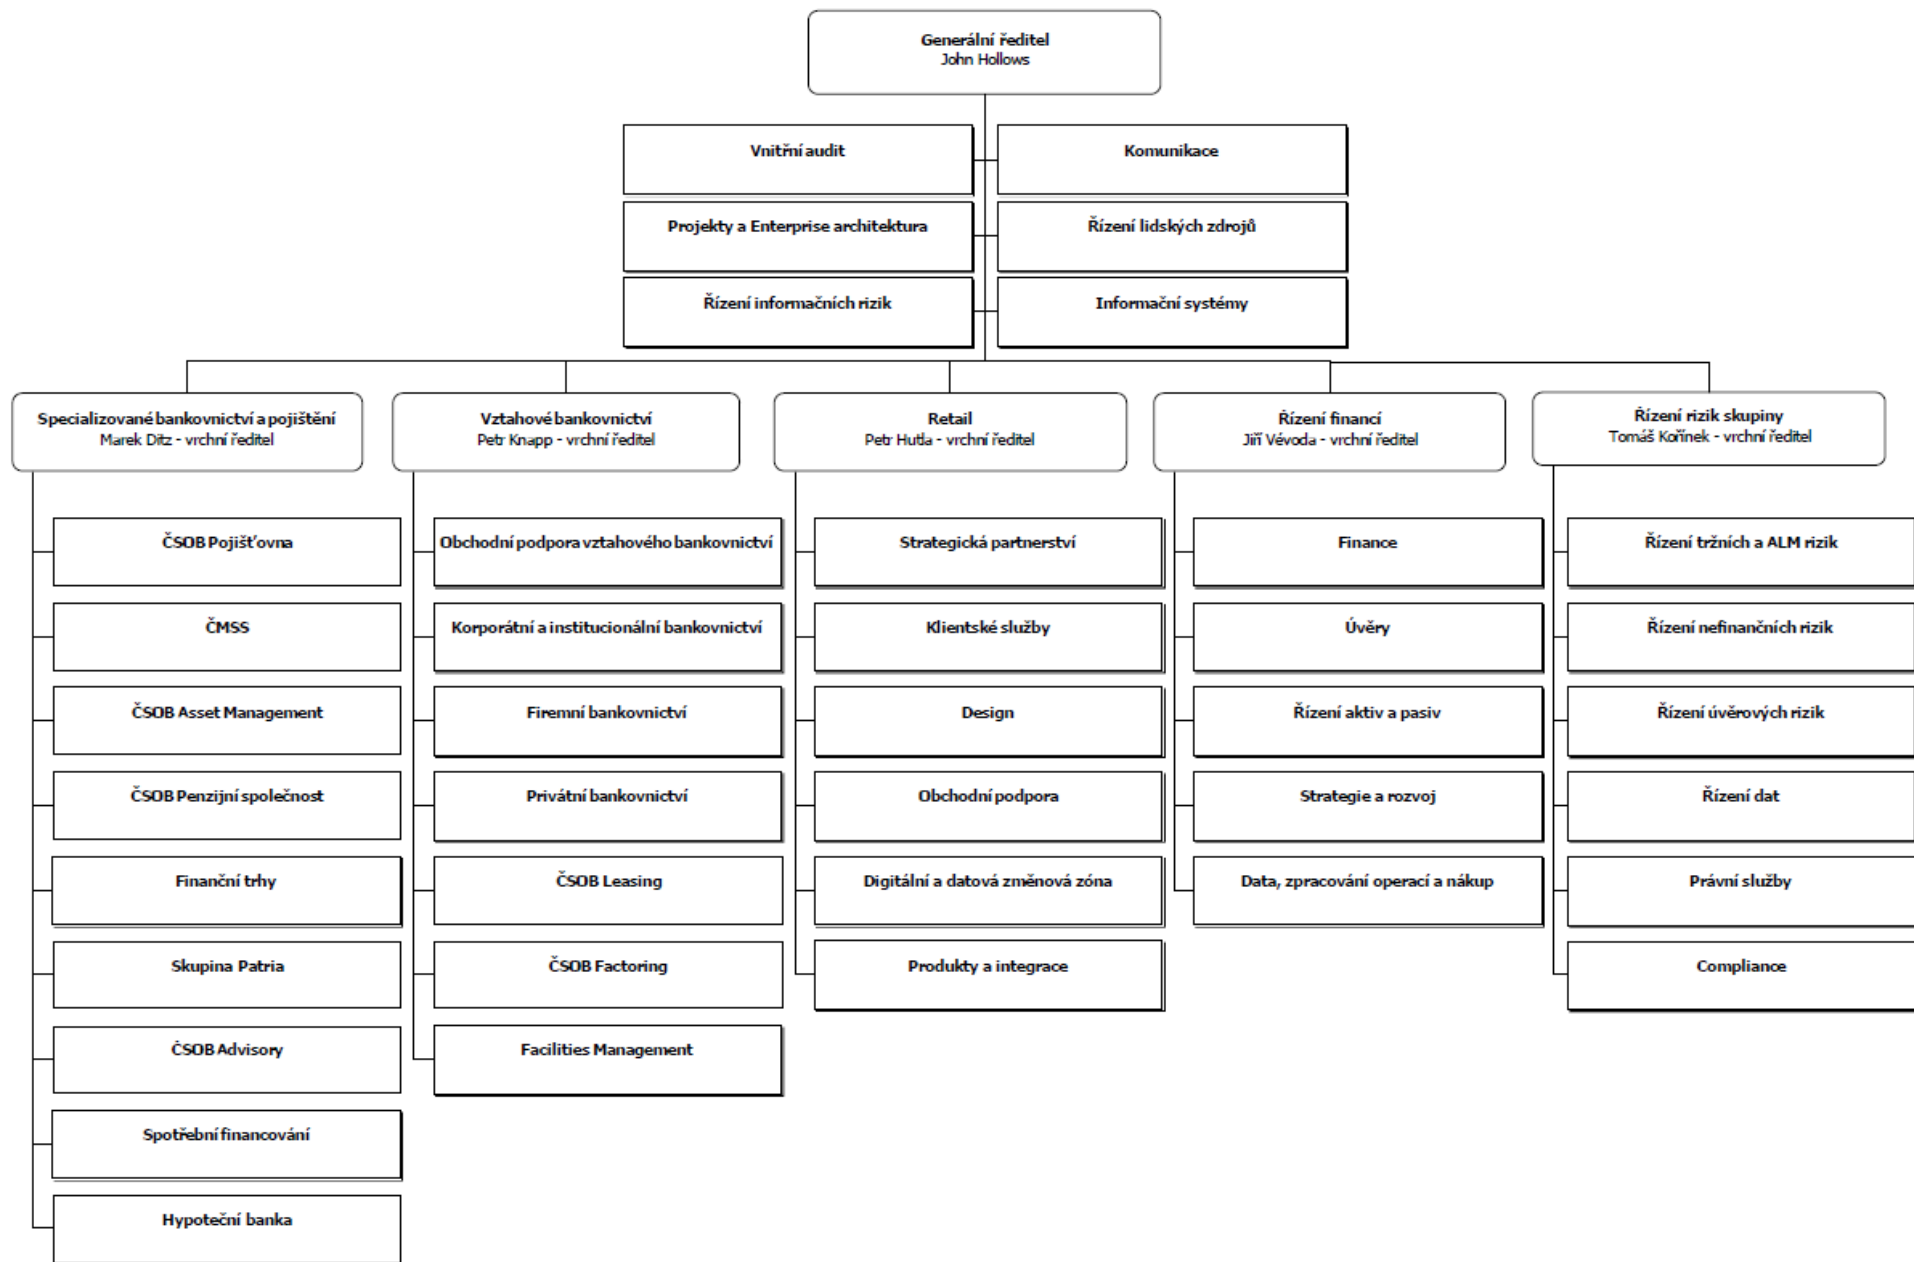 Generální ředitel
John Hollows
Vnitřní audit
Komunikace
Projekty a Enterprise architektura
Řízení lidských zdrojů
Řízení informačních rizik
Informační systémy
Specializované bankovnictví a pojištění
Marek Ditz - vrchní ředitel
Vztahové bankovnictví
Petr Knapp - vrchní ředitel
Retail
Petr Hutla - vrchní ředitel
Řízení financí
Jiří Vévoda - vrchní ředitel
Řízení rizik skupiny
Tomáš Kořínek - vrchní ředitel
ČSOB Pojišťovna
ČMSS
ČSOB Asset Management
ČSOB Penzijní společnost
Finanční trhy
Skupina Patria
ČSOB Advisory
Spotřební financování
Hypoteční banka
Obchodní podpora vztahového bankovnictví
Korporátní a institucionální bankovnictví
Firemní bankovnictví
Privátní bankovnictví
ČSOB Leasing
ČSOB Factoring
Facilities Management
Strategická partnerství
Klientské služby
Design
Obchodní podpora
Digitální a datová změnová zóna
Produkty a integrace
Finance
Úvěry
Řízení aktiv a pasiv
Strategie a rozvoj
Data, zpracování operací a nákup
Řízení tržních a ALM rizik
Řízení nefinančních rizik
Řízení úvěrových rizik
Řízení dat
Právní služby
Compliance